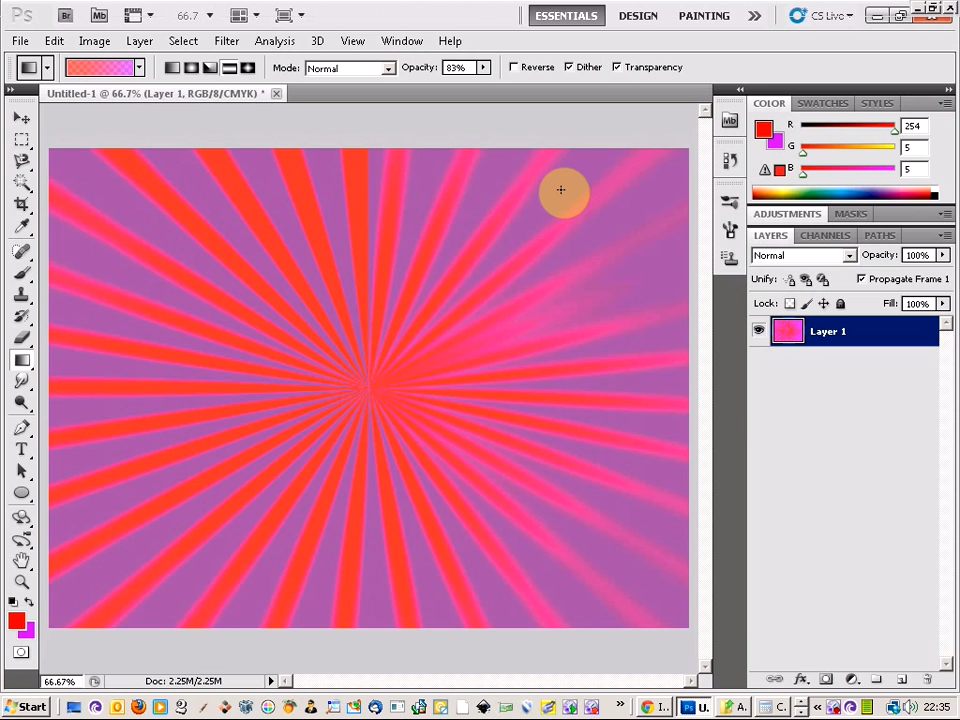 Ps Br Mb 66.7 ESSENTIALS DESIGN PAINTING CS Live
File Edit Image Layer Select Filter Analysis 3D View Window Help
Mode: Normal Opacity: 83% Reverse Dither Transparency
Untitled-1 @ 66.7% (Layer 1, RGB/8/CMYK) *
COLOR SWATCHES STYLES
Mb
R 254
G 5
B 5
ADJUSTMENTS MASKS
LAYERS CHANNELS PATHS
Normal Opacity: 100%
Unify: Propagate Frame 1
Lock: Fill: 100%
Layer 1
T
fx
66.67% Doc: 2.25M/2.25M
Start I.. Ps U. A.. C. 22:35